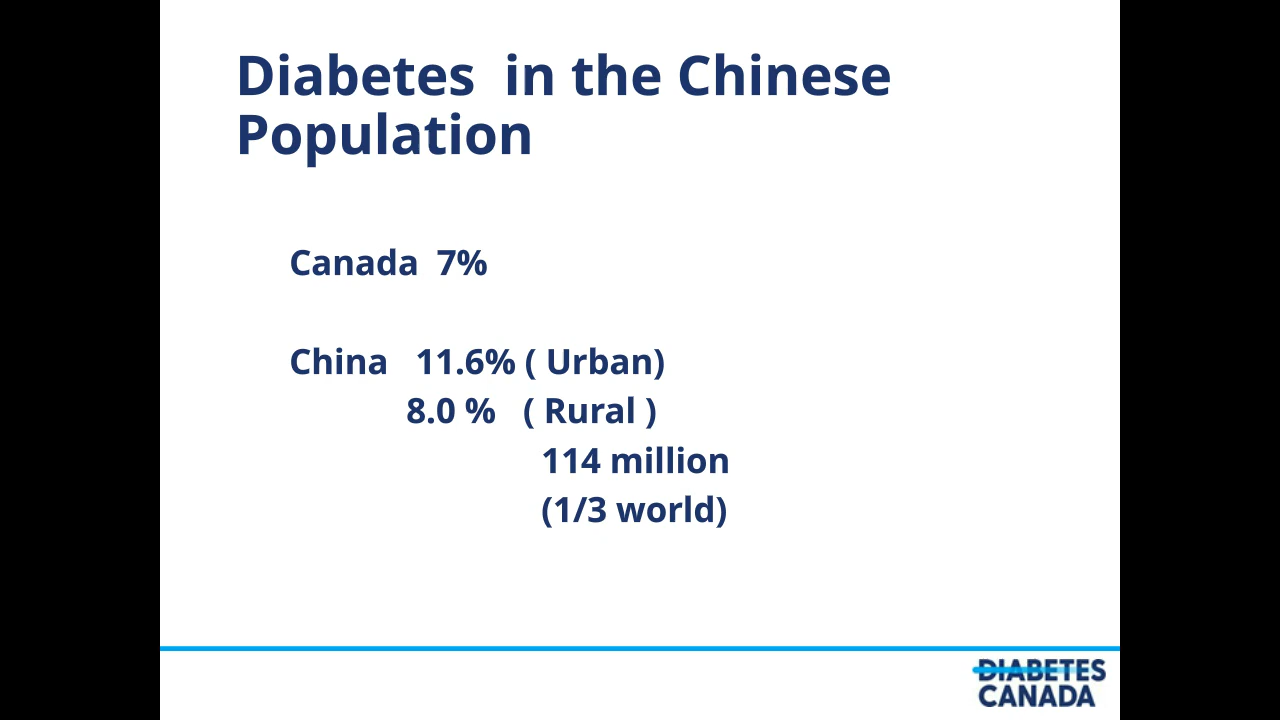 Diabetes in the Chinese
Population
Canada 7%
China 11.6% ( Urban)
8.0 % ( Rural )
114 million
(1/3 world)
DIABETES
CANADA